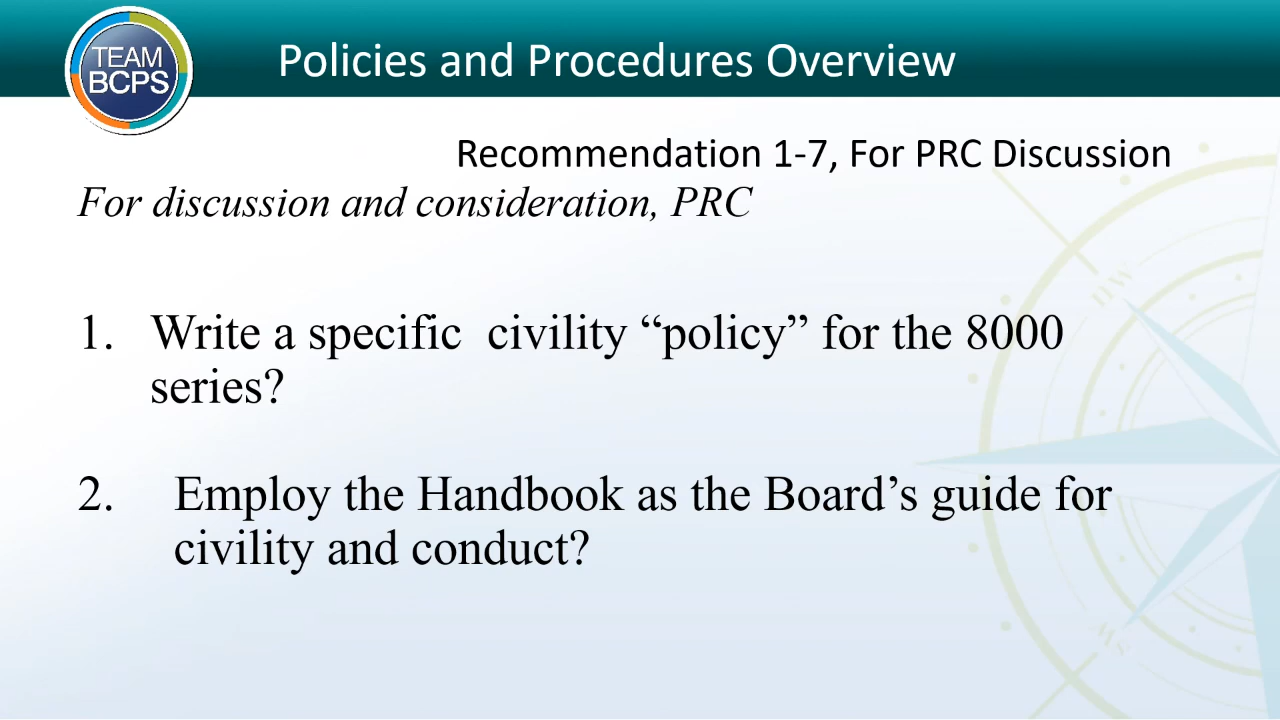 TEAM
BCPS
Policies and Procedures Overview
Recommendation 1-7, For PRC Discussion
For discussion and consideration, PRC
1. Write a specific  civility “policy” for the 8000
series?
2. Employ the Handbook as the Board’s guide for
civility and conduct?